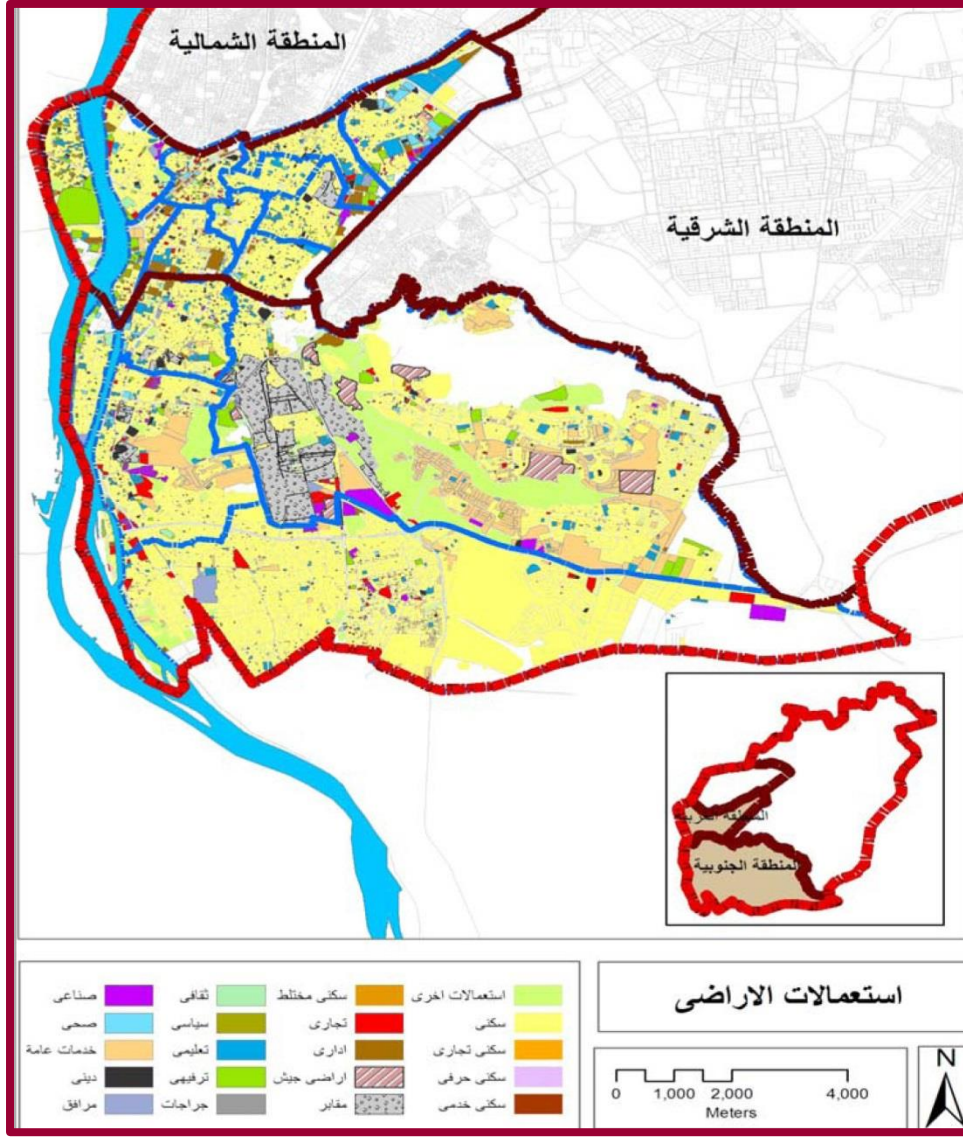 المنطقة الشمالية
المنطقة الشرقية
المنطقة الغربية
المنطقة الجنوبية
استعمالات الاراضى
استعمالات اخرى
سكنى
سكنى تجارى
سكنى حرفى
سكنى خدمى
سكنى مختلط
تجارى
ادارى
اراضى جيش
مقابر
ثقافى
سياسى
تعليمى
ترفيهى
جراجات
صناعى
صحى
خدمات عامة
دينى
مرافق
N
0 1,000 2,000 4,000
Meters